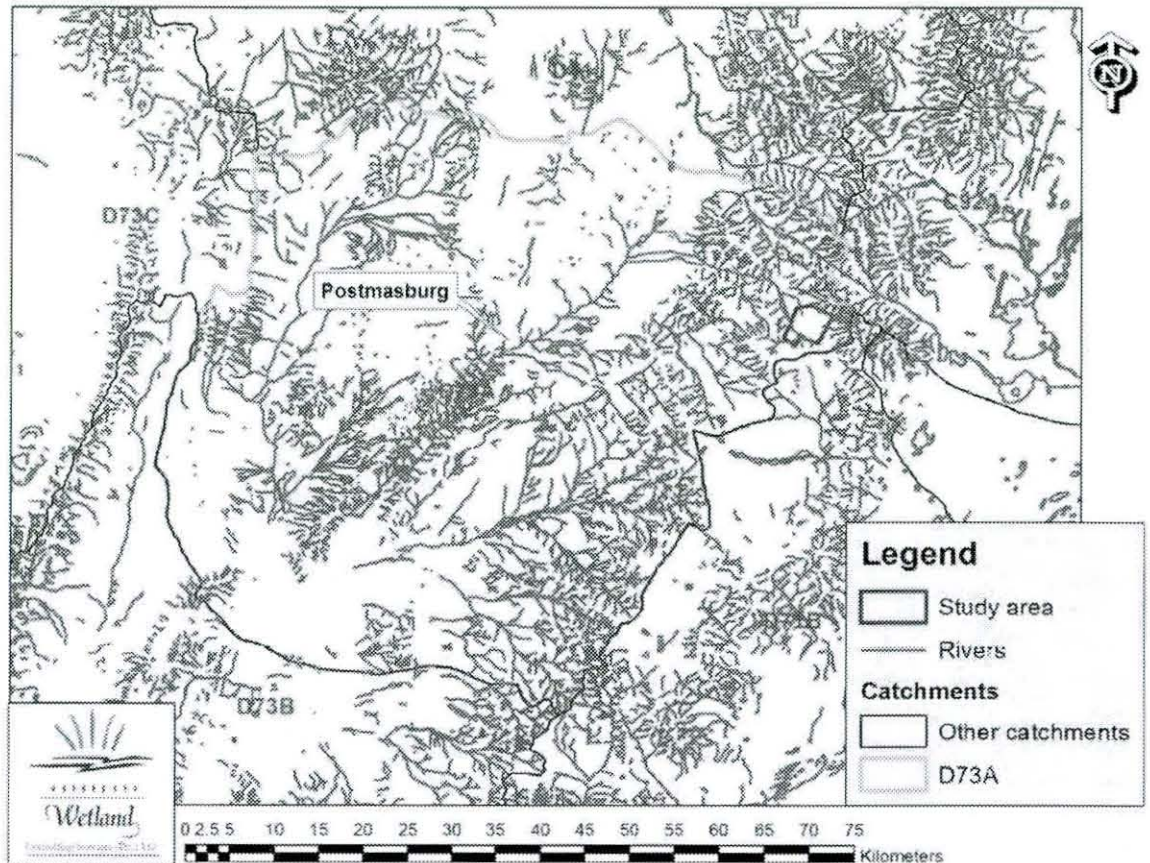 N
D73C
Postmasburg
Legend
Study area
Rivers
Catchments
Other catchments
D73A
D73B
Wetland
0 2.5 5 10 15 20 25 30 35 40 45 50 55 60 65 70 75
Kilometers